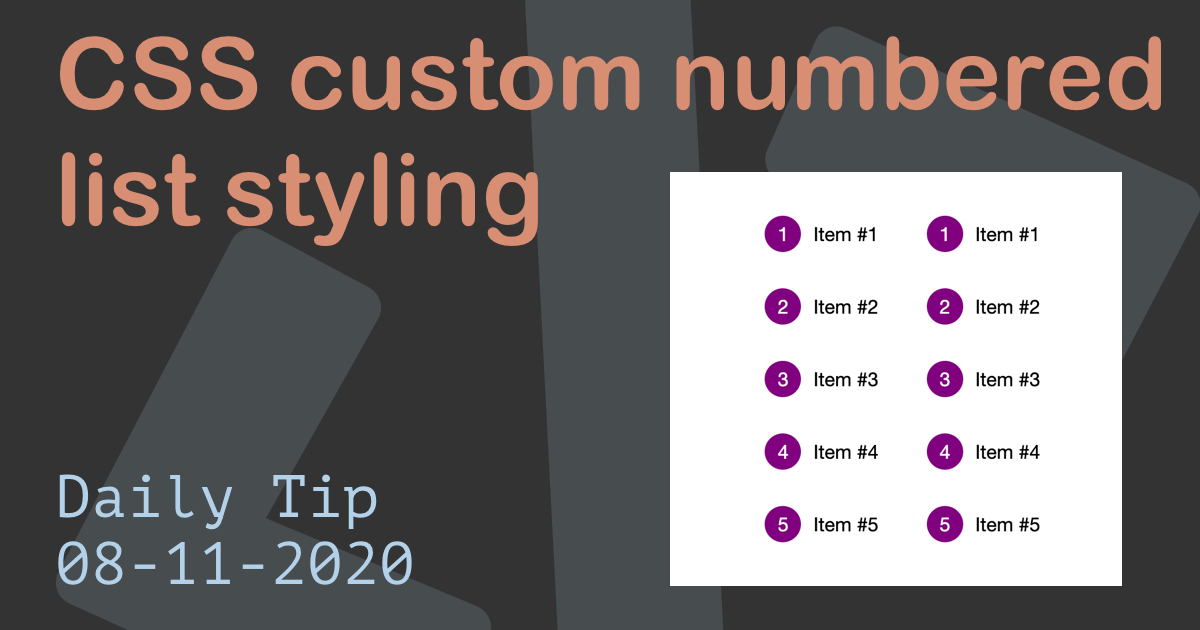 CSS custom numbered
list styling
1 Item #1 1 Item #1
2 Item #2 2 Item #2
3 Item #3 3 Item #3
4 Item #4 4 Item #4
5 Item #5 5 Item #5
Daily Tip
08-11-2020